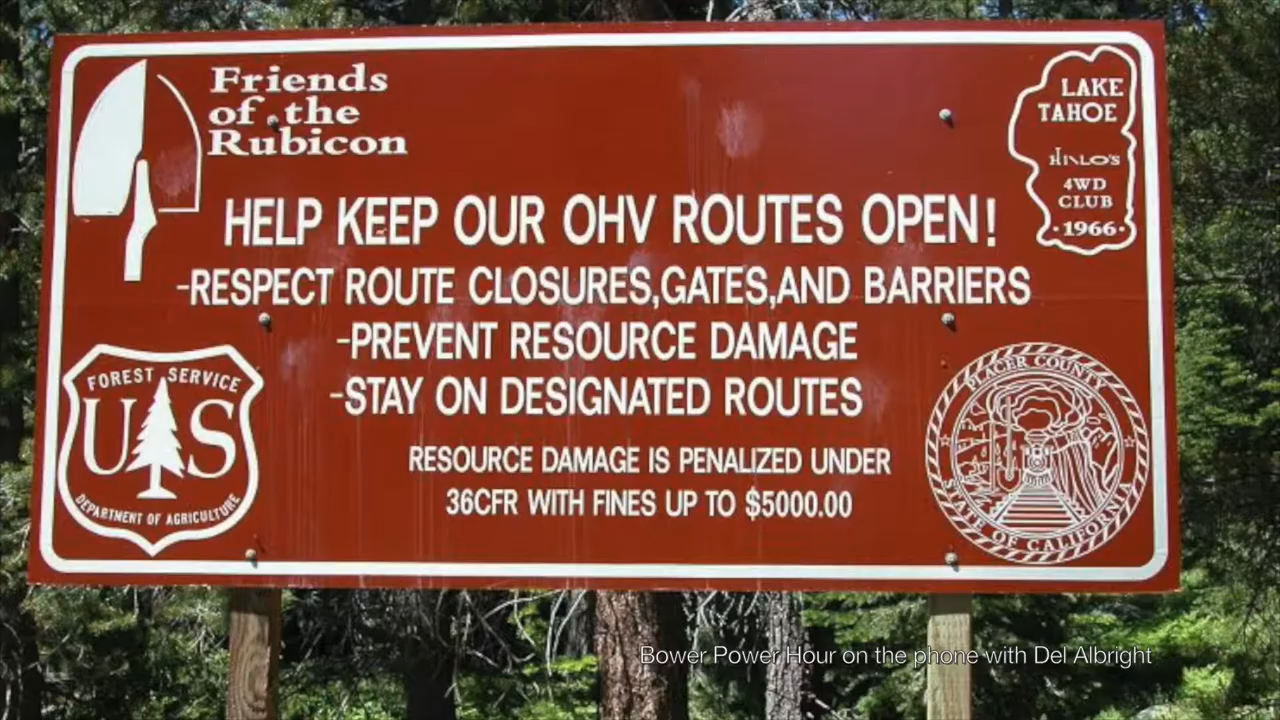 Friends
of the
Rubicon
LAKE
TAHOE
4WD
CLUB
·1966·
HELP KEEP OUR OHV ROUTES OPEN!
-RESPECT ROUTE CLOSURES,GATES,AND BARRIERS
-PREVENT RESOURCE DAMAGE
-STAY ON DESIGNATED ROUTES
RESOURCE DAMAGE IS PENALIZED UNDER
36CFR WITH FINES UP TO $5000.00
FOREST SERVICE
US
DEPARTMENT OF AGRICULTURE
PLACER COUNTY
STATE OF CALIFORNIA
Bower Power Hour on the phone with Del Albright